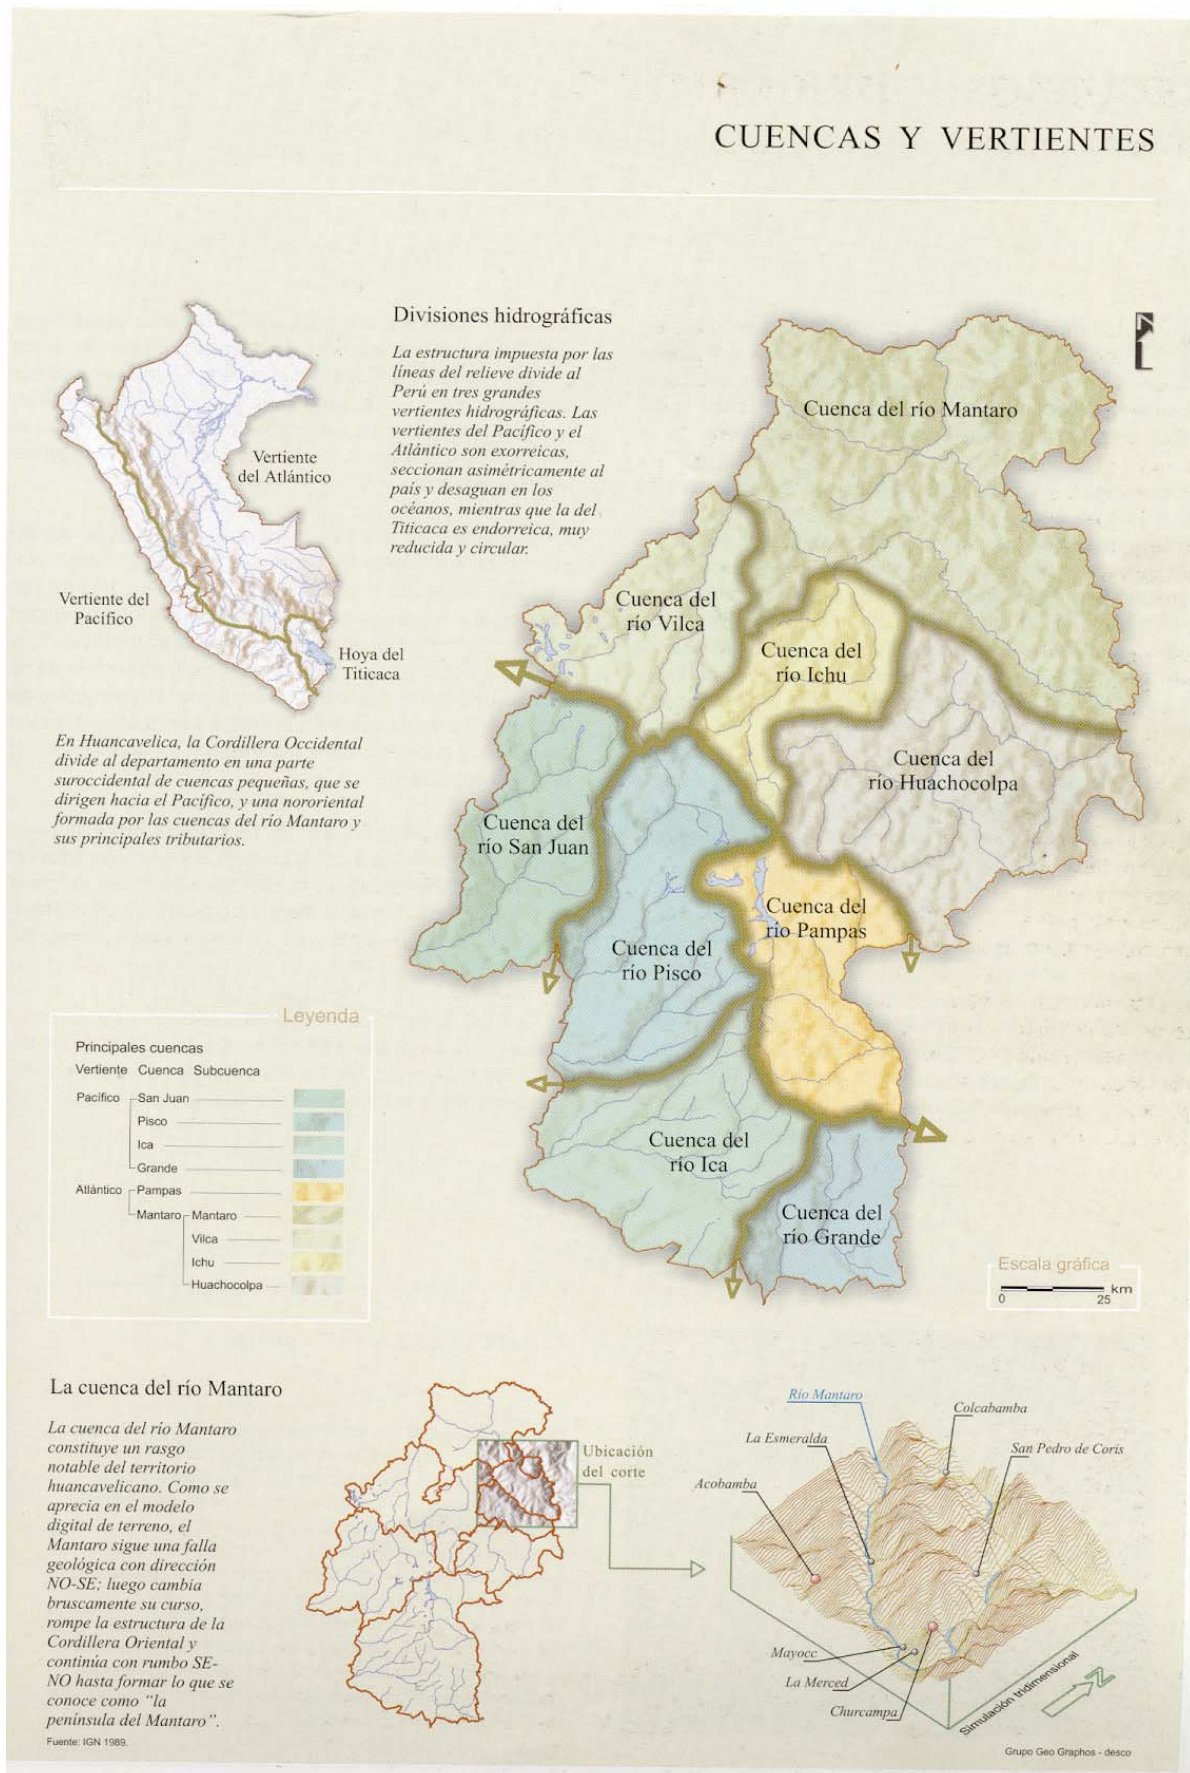 CUENCAS Y VERTIENTES
Divisiones hidrográficas
La estructura impuesta por las
líneas del relieve divide al
Perú en tres grandes
vertientes hidrográficas. Las
vertientes del Pacífico y el
Atlántico son exorreicas,
seccionan asimétricamente al
país y desaguan en los
océanos, mientras que la del
Titicaca es endorreica, muy
reducida y circular.
Vertiente
del Atlántico
Vertiente del
Pacífico
Hoya del
Titicaca
En Huancavelica, la Cordillera Occidental
divide al departamento en una parte
suroccidental de cuencas pequeñas, que se
dirigen hacia el Pacífico, y una nororiental
formada por las cuencas del río Mantaro y
sus principales tributarios.
N
Cuenca del río Mantaro
Cuenca del
río Vilca
Cuenca del
río Ichu
Cuenca del
río Huachocolpa
Cuenca del
río San Juan
Cuenca del
río Pampas
Cuenca del
río Pisco
Cuenca del
río Ica
Cuenca del
río Grande
Leyenda
Principales cuencas
Vertiente Cuenca Subcuenca
Pacífico San Juan
Pisco
Ica
Grande
Atlántico Pampas
Mantaro Mantaro
Vilca
Ichu
Huachocolpa
Escala gráfica
km
0 25
La cuenca del río Mantaro
La cuenca del río Mantaro
constituye un rasgo
notable del territorio
huancavelicano. Como se
aprecia en el modelo
digital de terreno, el
Mantaro sigue una falla
geológica con dirección
NO-SE; luego cambia
bruscamente su curso,
rompe la estructura de la
Cordillera Oriental y
continúa con rumbo SE-
NO hasta formar lo que se
conoce como "la
península del Mantaro".
Fuente: IGN 1989.
Ubicación
del corte
Río Mantaro
Colcabamba
La Esmeralda
San Pedro de Coris
Acobamba
Mayocc
La Merced
Churcampa
Simulación tridimensional
N
Grupo Geo Graphos - desco